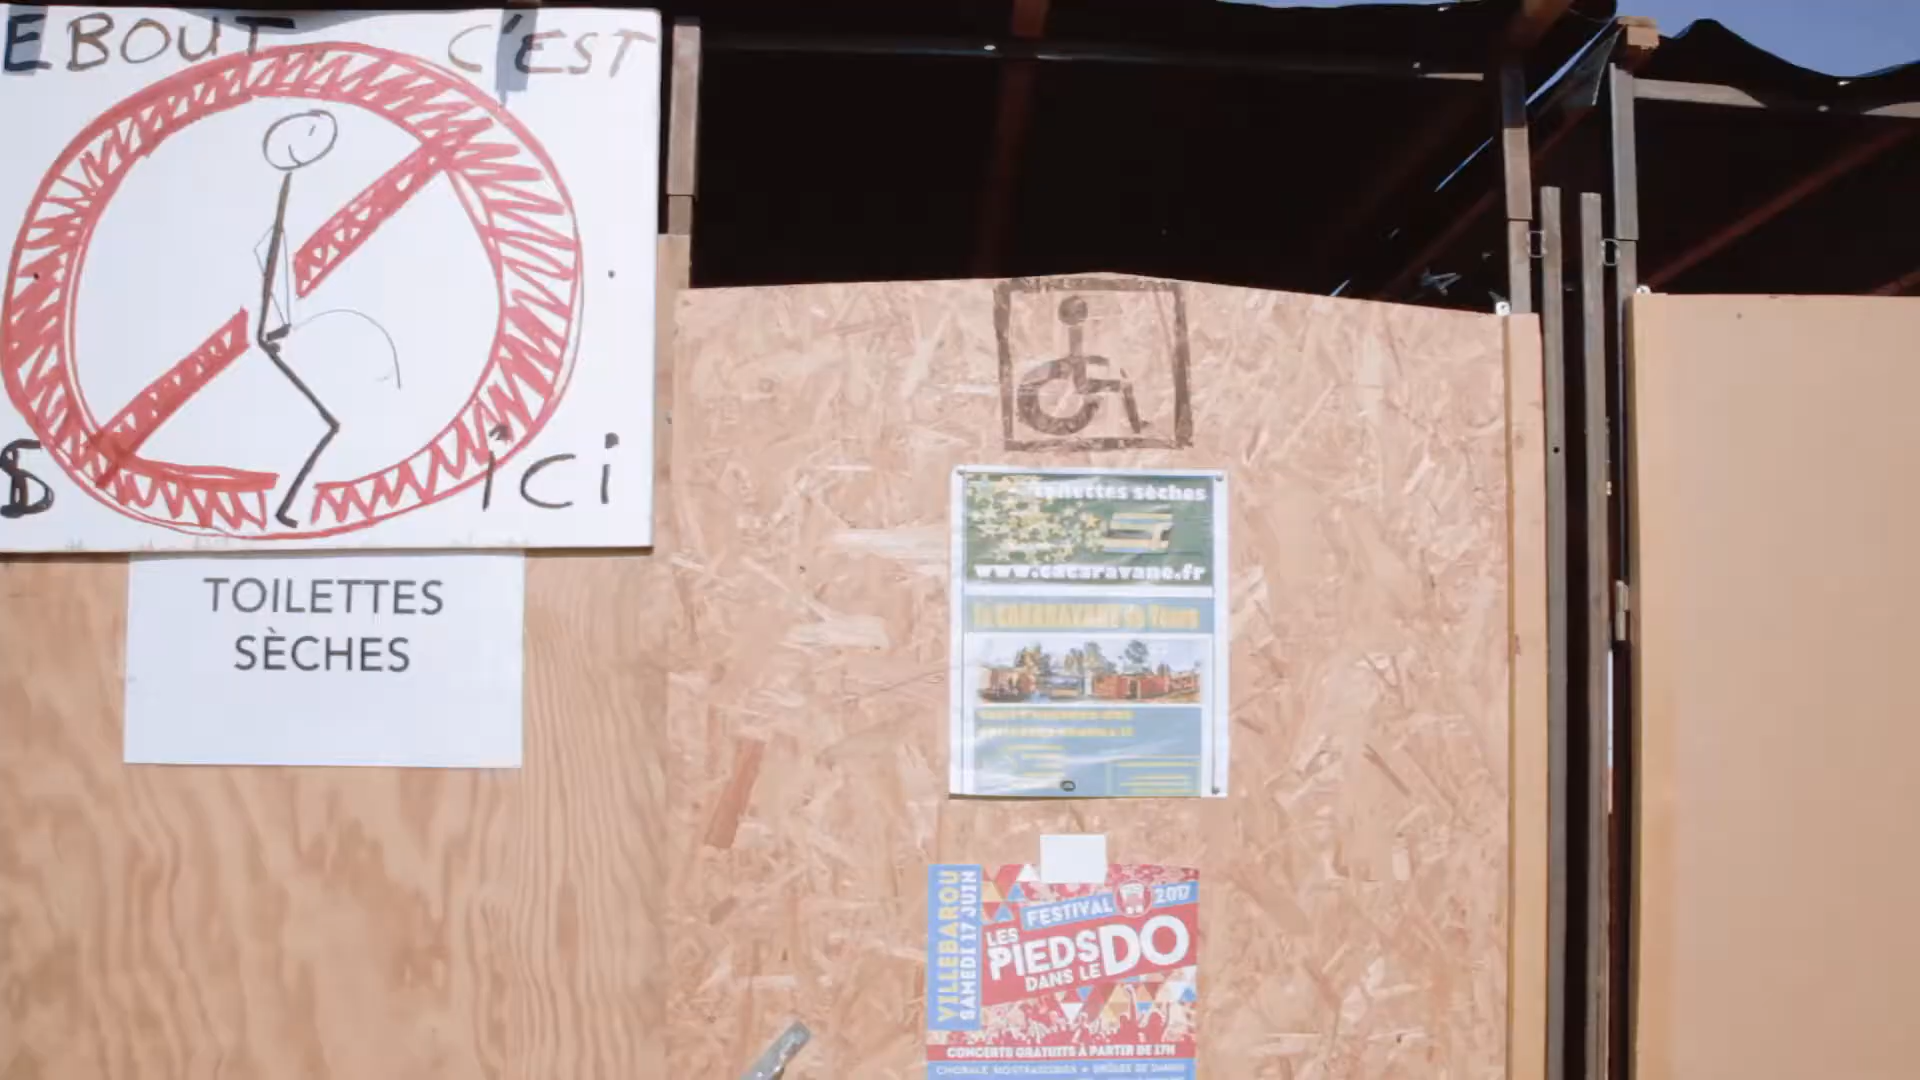 EBOUT C'EST
S ici
TOILETTES
SÈCHES
toilettes sèches
www.cacaravane.fr
VILLEBAROU
SAMEDI 17 JUIN
FESTIVAL 2017
LES
PIEDS DO
DANS LE
CONCERTS GRATUITS À PARTIR DE 17H
CHORALE